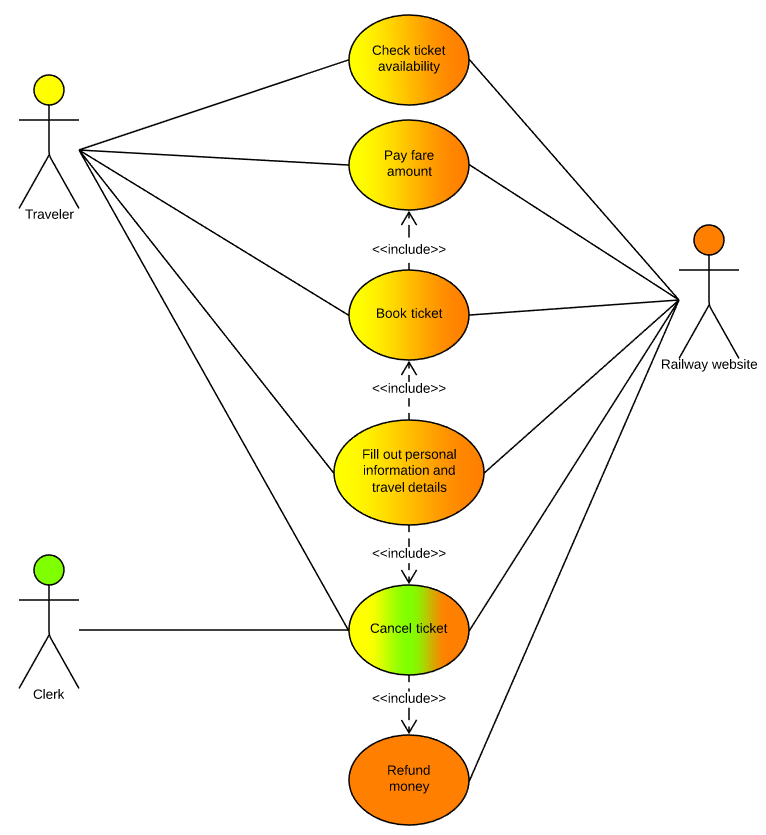 Check ticket
availability
Pay fare
amount
Traveler
<<include>>
Book ticket
Railway website
<<include>>
Fill out personal
information and
travel details
<<include>>
Cancel ticket
Clerk
<<include>>
Refund
money